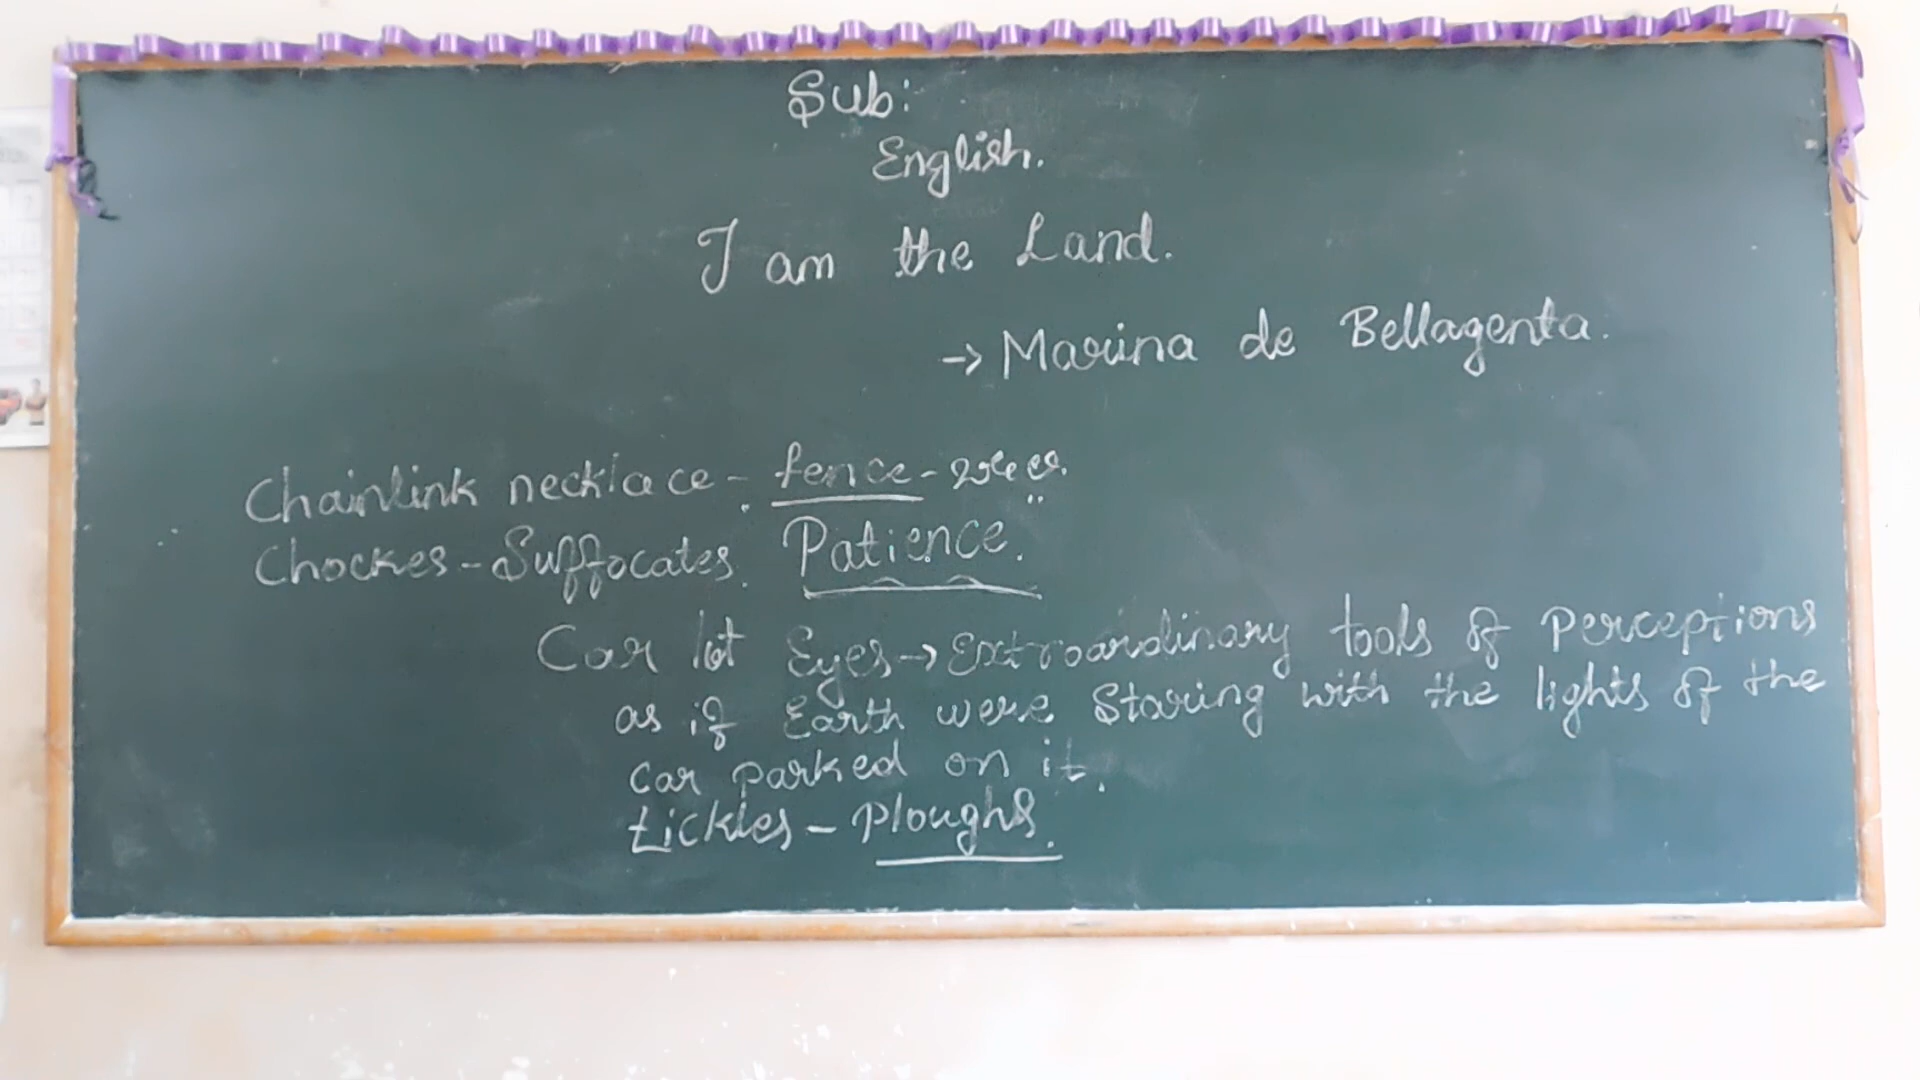 Sub:
English.
I am the Land.
→ Marina de Bellagenta.
Chainlink necklace - fence -
Chockes - Suffocates. Patience.
Car lot Eyes → Extroardinary tools of Perceptions
as if Earth were Staring with the lights of the
car parked on it.
tickles - Ploughs.